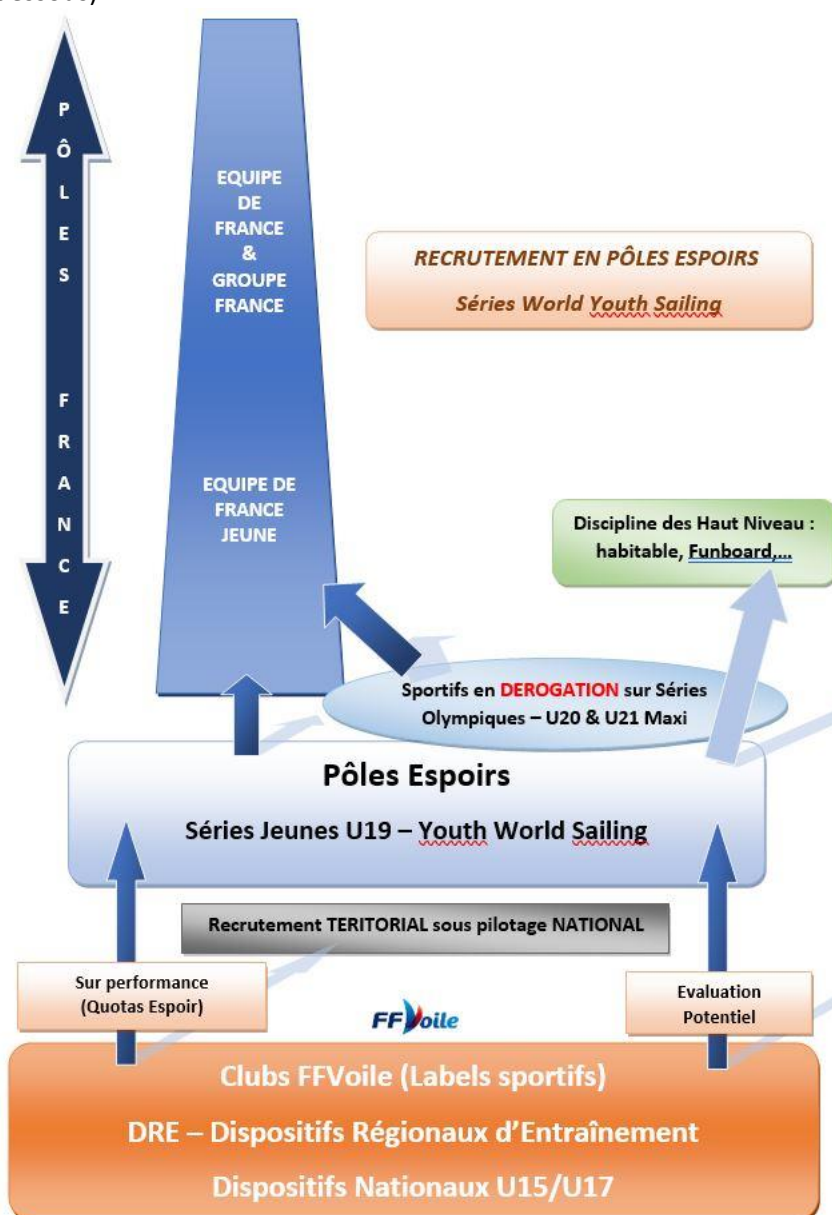 PÔLES FRANCE
EQUIPE
DE
FRANCE
&
GROUPE
FRANCE
RECRUTEMENT EN PÔLES ESPOIRS
Séries World Youth Sailing
EQUIPE DE
FRANCE
JEUNE
Discipline des Haut Niveau :
habitable, Funboard,...
Sportifs en DEROGATION sur Séries
Olympiques – U20 & U21 Maxi
Pôles Espoirs
Séries Jeunes U19 – Youth World Sailing
Recrutement TERITORIAL sous pilotage NATIONAL
Sur performance
(Quotas Espoir)
Evaluation
Potentiel
FFVoile
Clubs FFVoile (Labels sportifs)
DRE – Dispositifs Régionaux d’Entraînement
Dispositifs Nationaux U15/U17